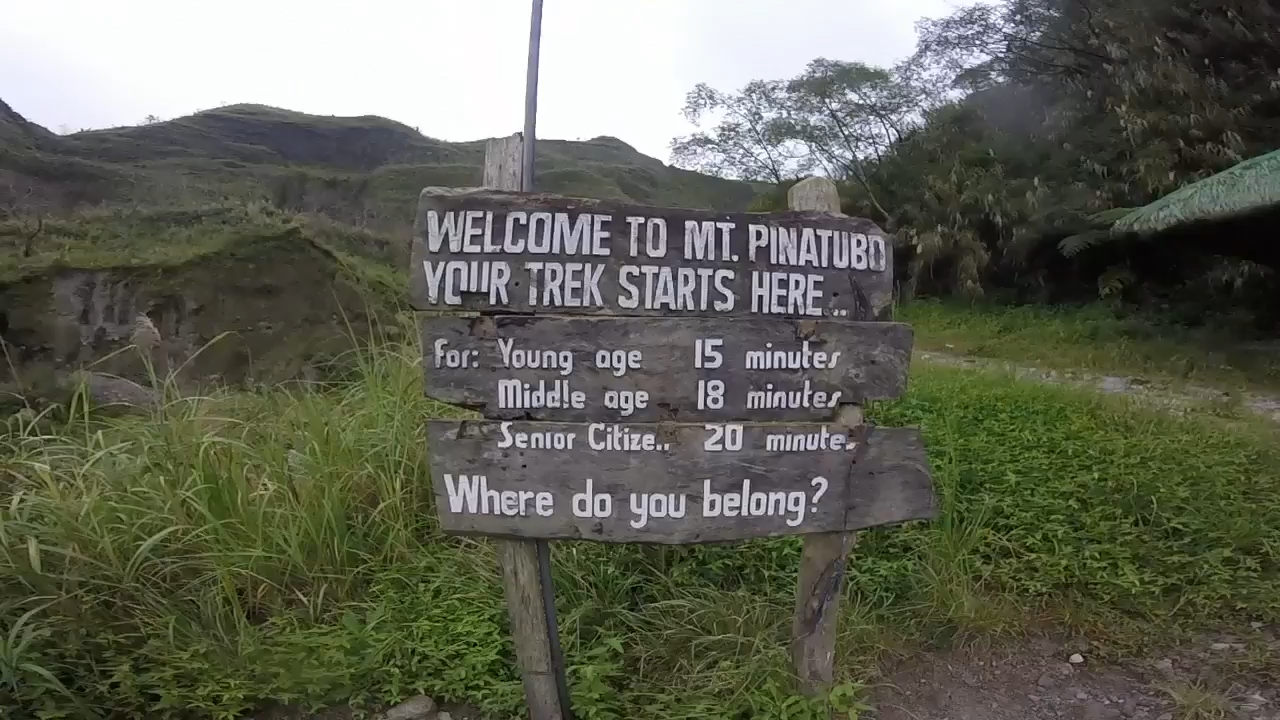 WELCOME TO MT. PINATUBO
YOUR TREK STARTS HERE..
For: Young age 15 minutes
Middle age 18 minutes
Senior Citize.. 20 minutes
Where do you belong?